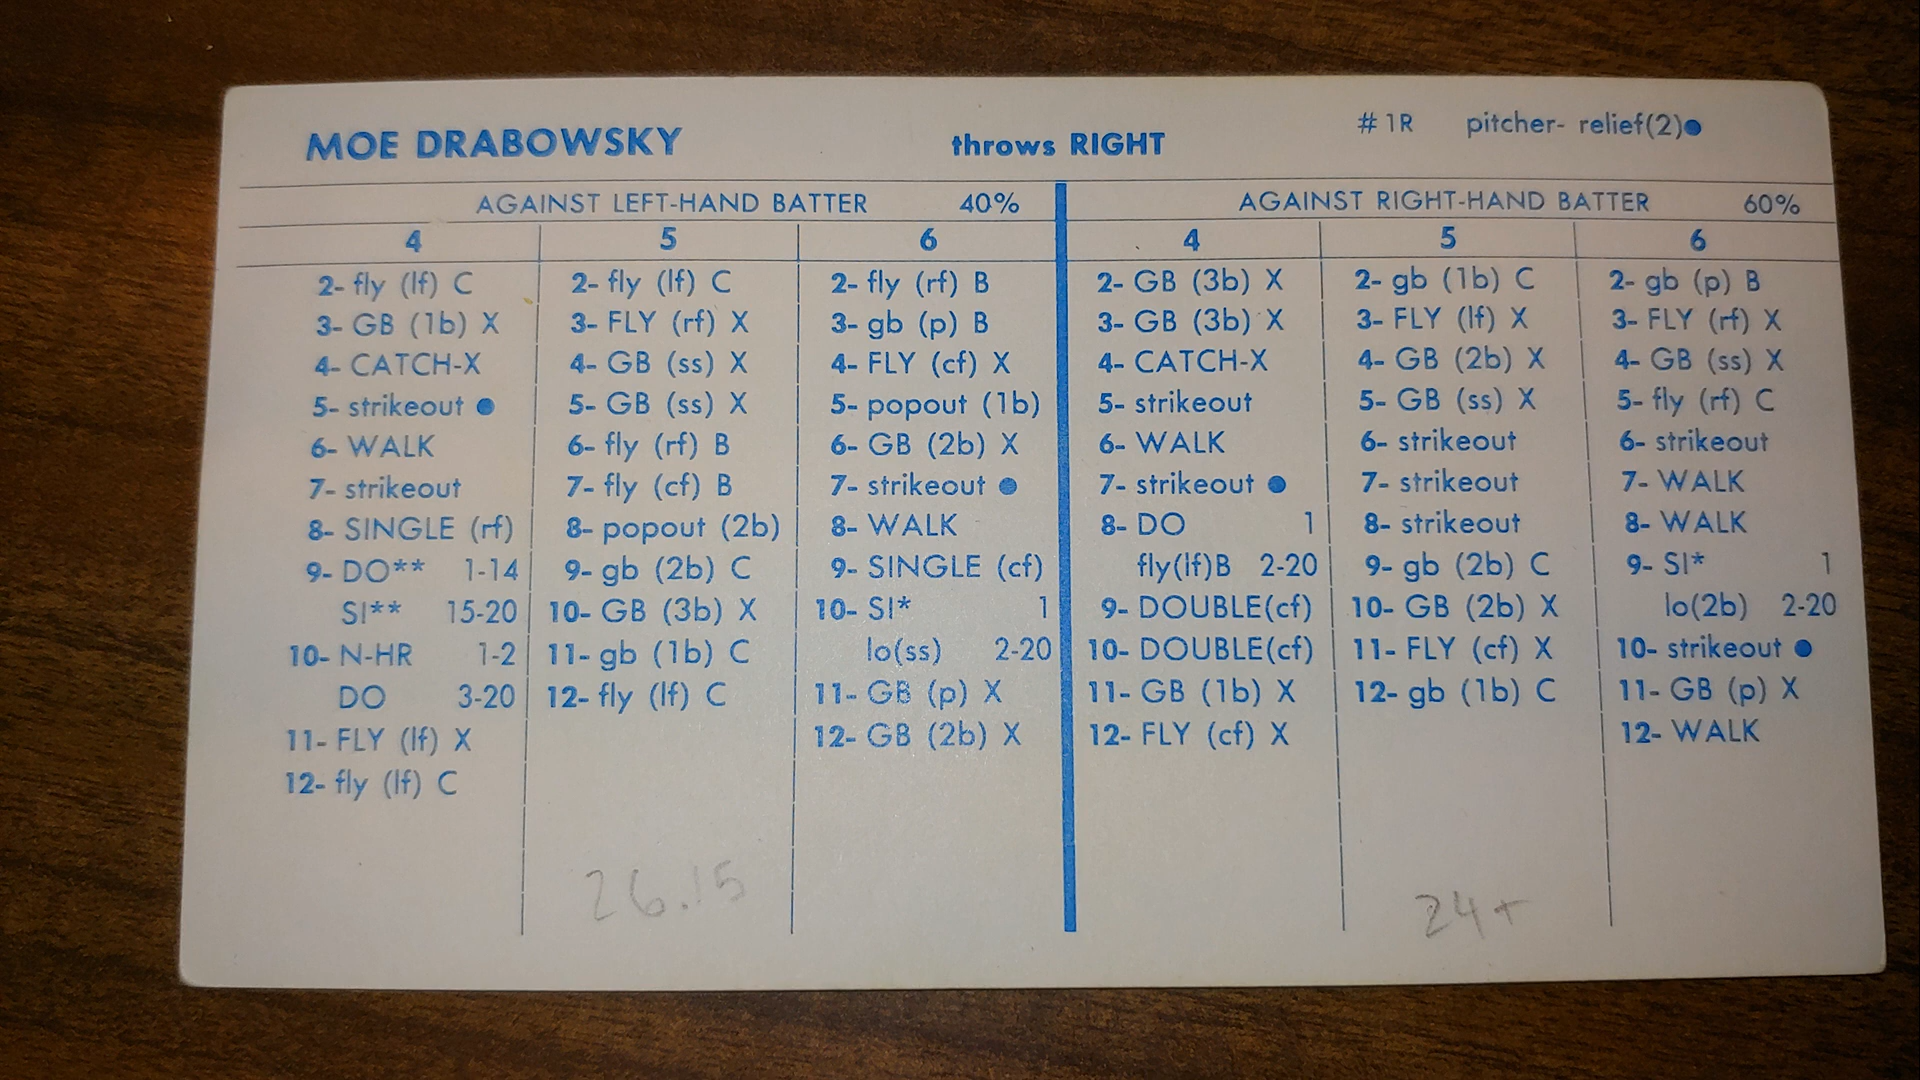 MOE DRABOWSKY throws RIGHT #1R pitcher- relief(2)●
AGAINST LEFT-HAND BATTER 40%
4
2- fly (lf) C
3- GB (1b) X
4- CATCH-X
5- strikeout ●
6- WALK
7- strikeout
8- SINGLE (rf)
9- DO** 1-14
SI** 15-20
10- N-HR 1-2
DO 3-20
11- FLY (lf) X
12- fly (lf) C
5
2- fly (lf) C
3- FLY (rf) X
4- GB (ss) X
5- GB (ss) X
6- fly (rf) B
7- fly (cf) B
8- popout (2b)
9- gb (2b) C
10- GB (3b) X
11- gb (1b) C
12- fly (lf) C
26.15
6
2- fly (rf) B
3- gb (p) B
4- FLY (cf) X
5- popout (1b)
6- GB (2b) X
7- strikeout ●
8- WALK
9- SINGLE (cf)
10- SI* 1
lo(ss) 2-20
11- GB (p) X
12- GB (2b) X
AGAINST RIGHT-HAND BATTER 60%
4
2- GB (3b) X
3- GB (3b) X
4- CATCH-X
5- strikeout
6- WALK
7- strikeout ●
8- DO 1
fly(lf)B 2-20
9- DOUBLE(cf)
10- DOUBLE(cf)
11- GB (1b) X
12- FLY (cf) X
5
2- gb (1b) C
3- FLY (lf) X
4- GB (2b) X
5- GB (ss) X
6- strikeout
7- strikeout
8- strikeout
9- gb (2b) C
10- GB (2b) X
11- FLY (cf) X
12- gb (1b) C
24+
6
2- gb (p) B
3- FLY (rf) X
4- GB (ss) X
5- fly (rf) C
6- strikeout
7- WALK
8- WALK
9- SI* 1
lo(2b) 2-20
10- strikeout ●
11- GB (p) X
12- WALK